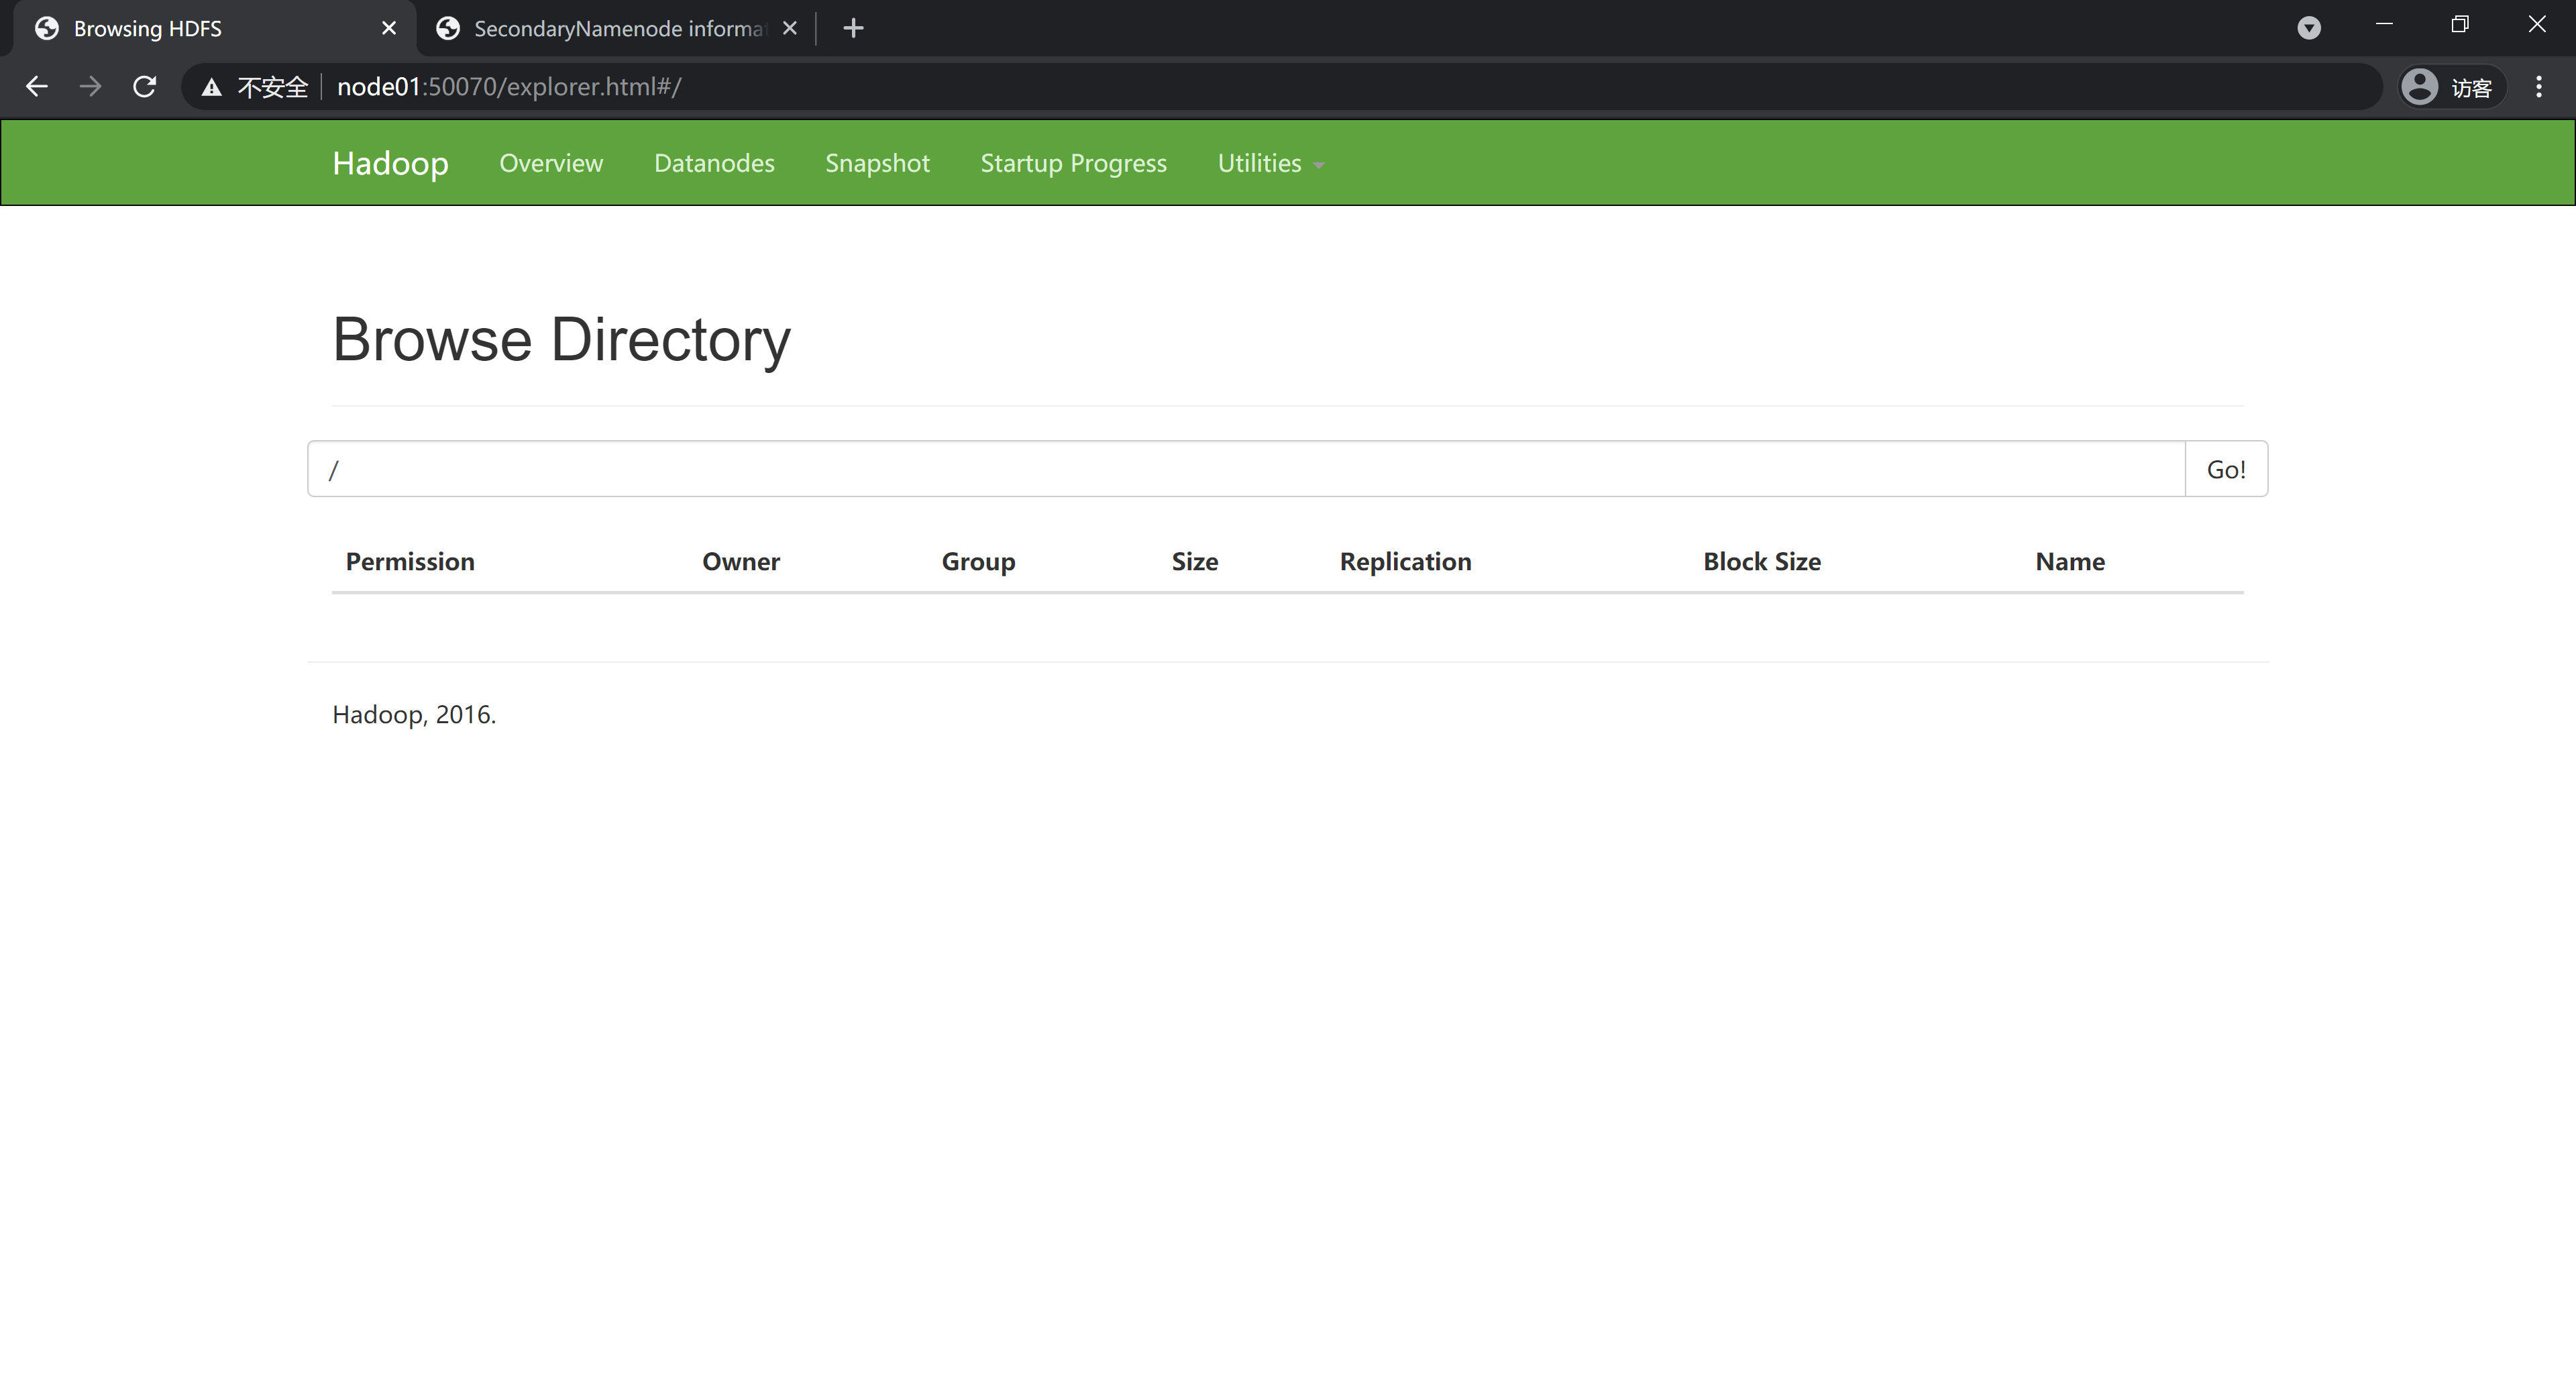 Browsing HDFS
SecondaryNamenode informa
不安全 node01:50070/explorer.html#/ 访客
Hadoop Overview Datanodes Snapshot Startup Progress Utilities
Browse Directory
/ Go!
Permission Owner Group Size Replication Block Size Name
Hadoop, 2016.